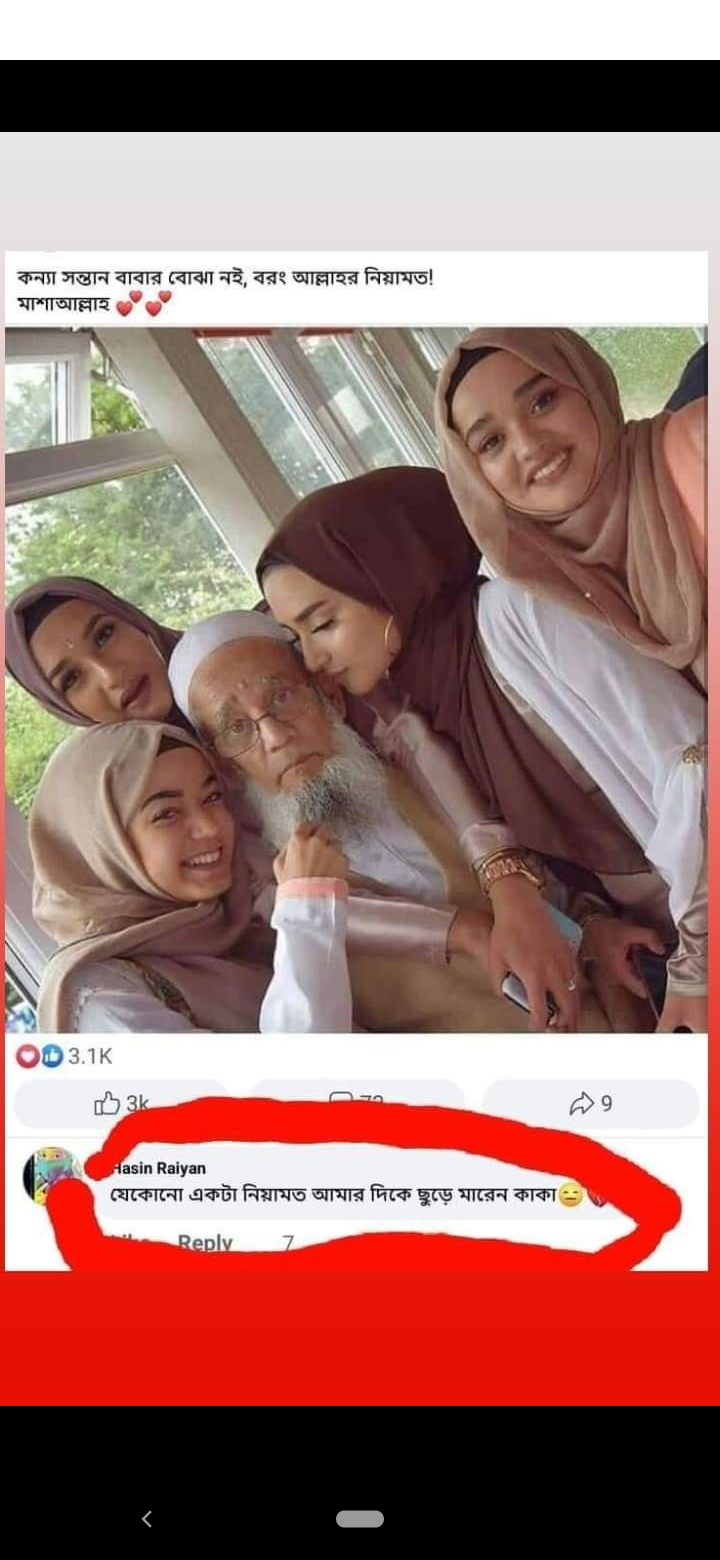 কন্যা সন্তান বাবার বোঝা নই, বরং আল্লাহর নিয়ামত!
মাশাআল্লাহ 💕 💕
3.1K
3k
9
Hasin Raiyan
যেকোনো একটা নিয়ামত আমার দিকে ছুড়ে মারেন কাকা😑
Reply
7